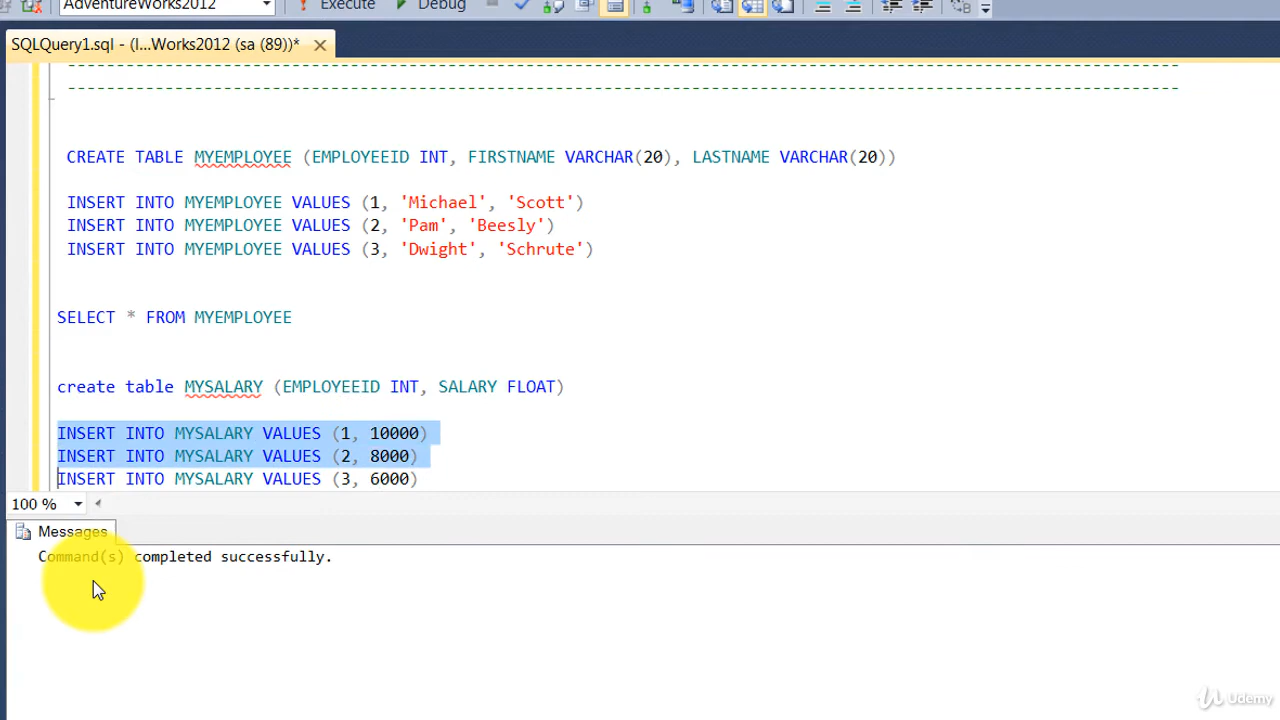 AdventureWorks2012 Execute Debug
SQLQuery1.sql - (l...Works2012 (sa (89))*
--------------------------------------------------------------------------------------------------------------------
--------------------------------------------------------------------------------------------------------------------
CREATE TABLE MYEMPLOYEE (EMPLOYEEID INT, FIRSTNAME VARCHAR(20), LASTNAME VARCHAR(20))
INSERT INTO MYEMPLOYEE VALUES (1, 'Michael', 'Scott')
INSERT INTO MYEMPLOYEE VALUES (2, 'Pam', 'Beesly')
INSERT INTO MYEMPLOYEE VALUES (3, 'Dwight', 'Schrute')
SELECT * FROM MYEMPLOYEE
create table MYSALARY (EMPLOYEEID INT, SALARY FLOAT)
INSERT INTO MYSALARY VALUES (1, 10000)
INSERT INTO MYSALARY VALUES (2, 8000)
INSERT INTO MYSALARY VALUES (3, 6000)
100 %
Messages
Command(s) completed successfully.
Udemy